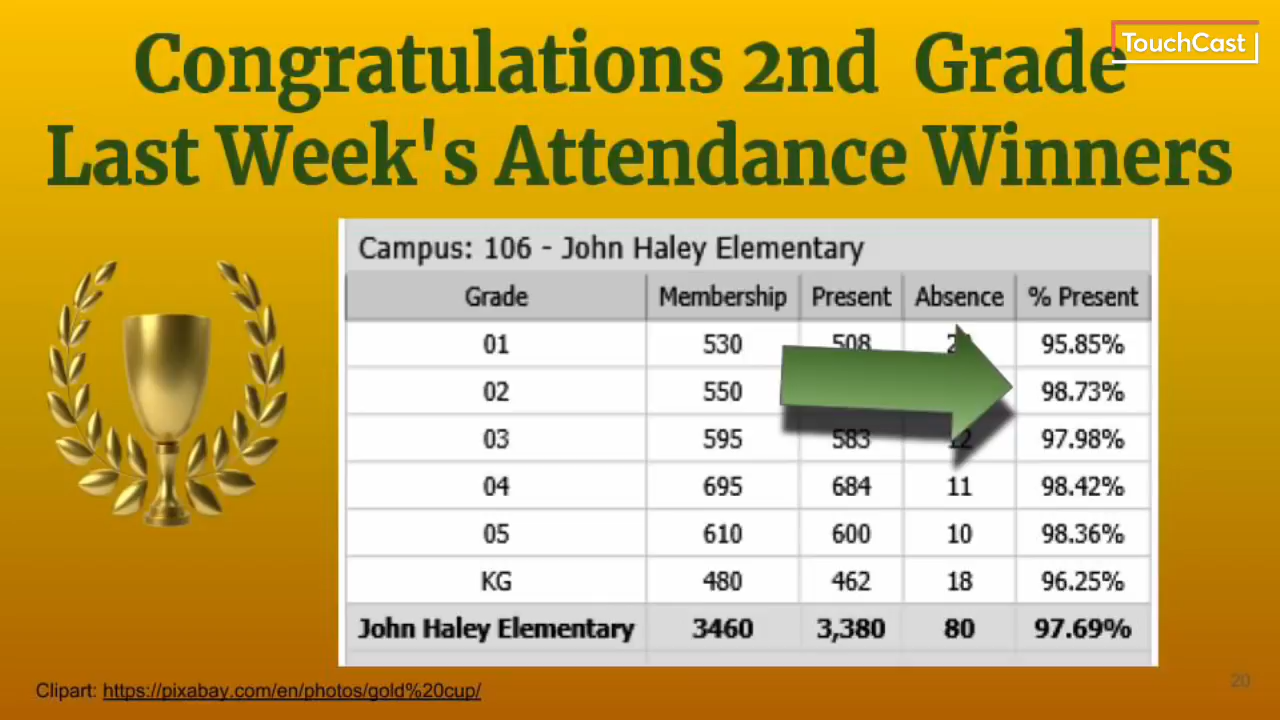 Congratulations 2nd Grade
TouchCast
Last Week's Attendance Winners
Campus: 106 - John Haley Elementary
Grade Membership Present Absence % Present
01 530 508 95.85%
02 550 98.73%
03 595 583 12 97.98%
04 695 684 11 98.42%
05 610 600 10 98.36%
KG 480 462 18 96.25%
John Haley Elementary 3460 3,380 80 97.69%
Clipart: https://pixabay.com/en/photos/gold%20cup/
20